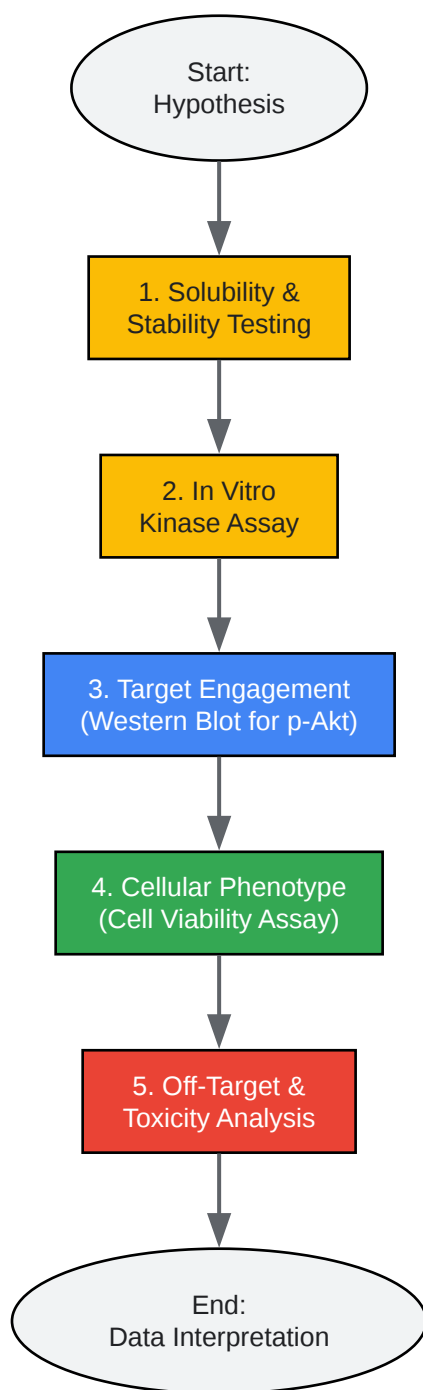 Start:
Hypothesis
1. Solubility &
Stability Testing
2. In Vitro
Kinase Assay
3. Target Engagement
(Western Blot for p-Akt)
4. Cellular Phenotype
(Cell Viability Assay)
5. Off-Target &
Toxicity Analysis
End:
Data Interpretation